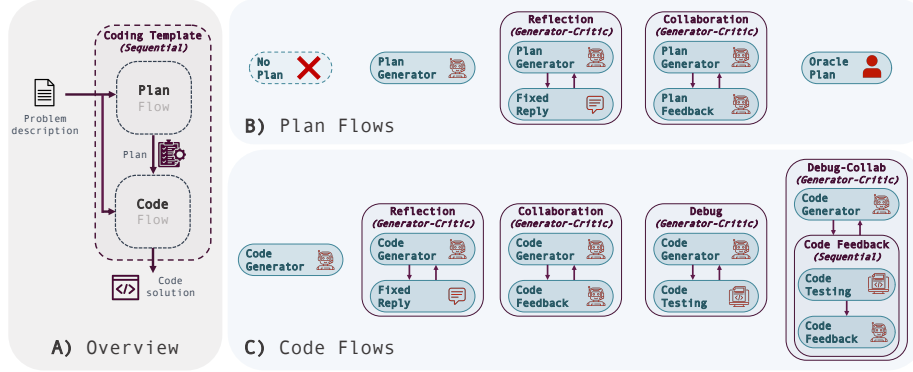 Coding Template
(Sequential)
Plan
Flow
Problem
description
Plan
Code
Flow
Code
solution
A) Overview
No
Plan
Plan
Generator
Reflection
(Generator-Critic)
Plan
Generator
Fixed
Reply
Collaboration
(Generator-Critic)
Plan
Generator
Plan
Feedback
Oracle
Plan
B) Plan Flows
Code
Generator
Reflection
(Generator-Critic)
Code
Generator
Fixed
Reply
Collaboration
(Generator-Critic)
Code
Generator
Code
Feedback
Debug
(Generator-Critic)
Code
Generator
Code
Testing
Debug-Collab
(Generator-Critic)
Code
Generator
Code Feedback
(Sequential)
Code
Testing
Code
Feedback
C) Code Flows